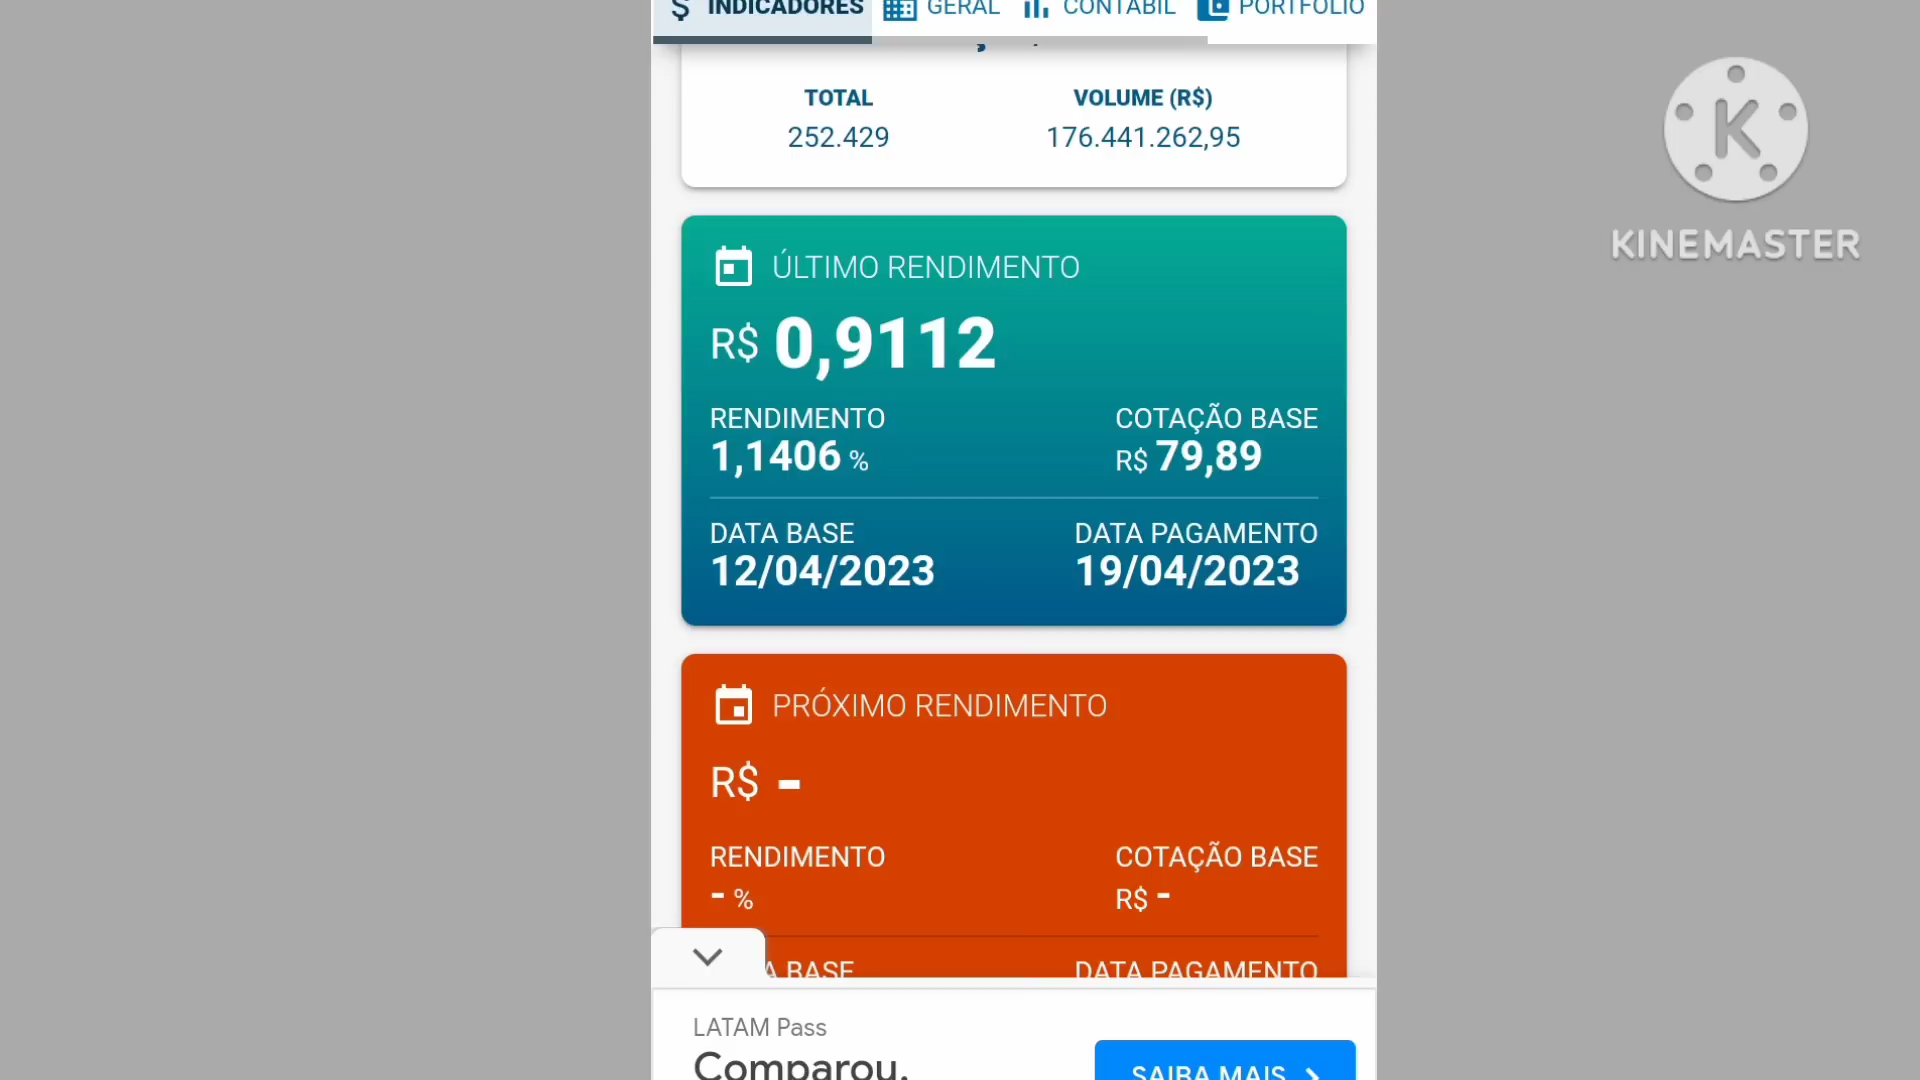 INDICADORES GERAL CONTÁBIL PORTFÓLIO
TOTAL VOLUME (R$)
252.429 176.441.262,95
KINEMASTER
ÚLTIMO RENDIMENTO
R$ 0,9112
RENDIMENTO COTAÇÃO BASE
1,1406 % R$ 79,89
DATA BASE DATA PAGAMENTO
12/04/2023 19/04/2023
PRÓXIMO RENDIMENTO
R$ -
RENDIMENTO COTAÇÃO BASE
- % R$ -
A BASE DATA PAGAMENTO
LATAM Pass
Comparou. SAIBA MAIS